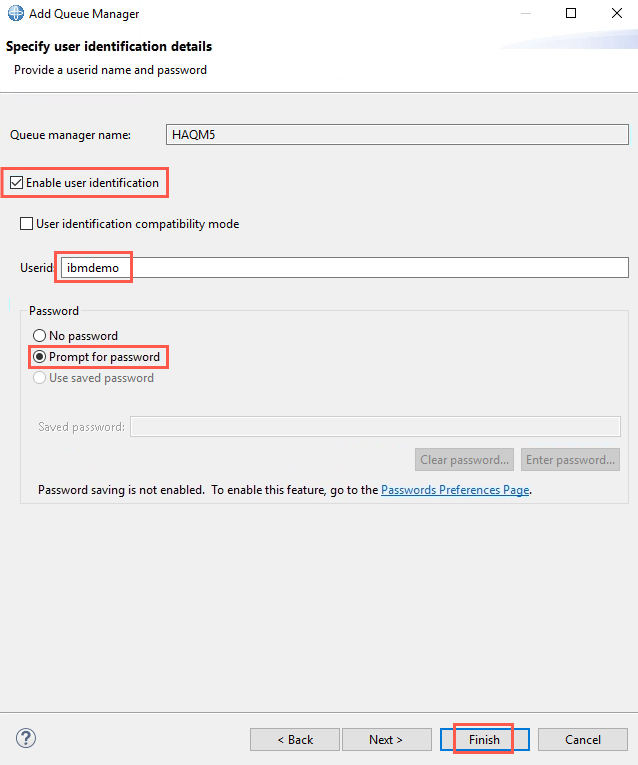 Add Queue Manager
Specify user identification details
Provide a userid name and password
Queue manager name: HAQM5
Enable user identification
User identification compatibility mode
Userid: ibmdemo
Password
No password
Prompt for password
Use saved password
Saved password:
Clear password... Enter password...
Password saving is not enabled. To enable this feature, go to the Passwords Preferences Page.
? < Back Next > Finish Cancel